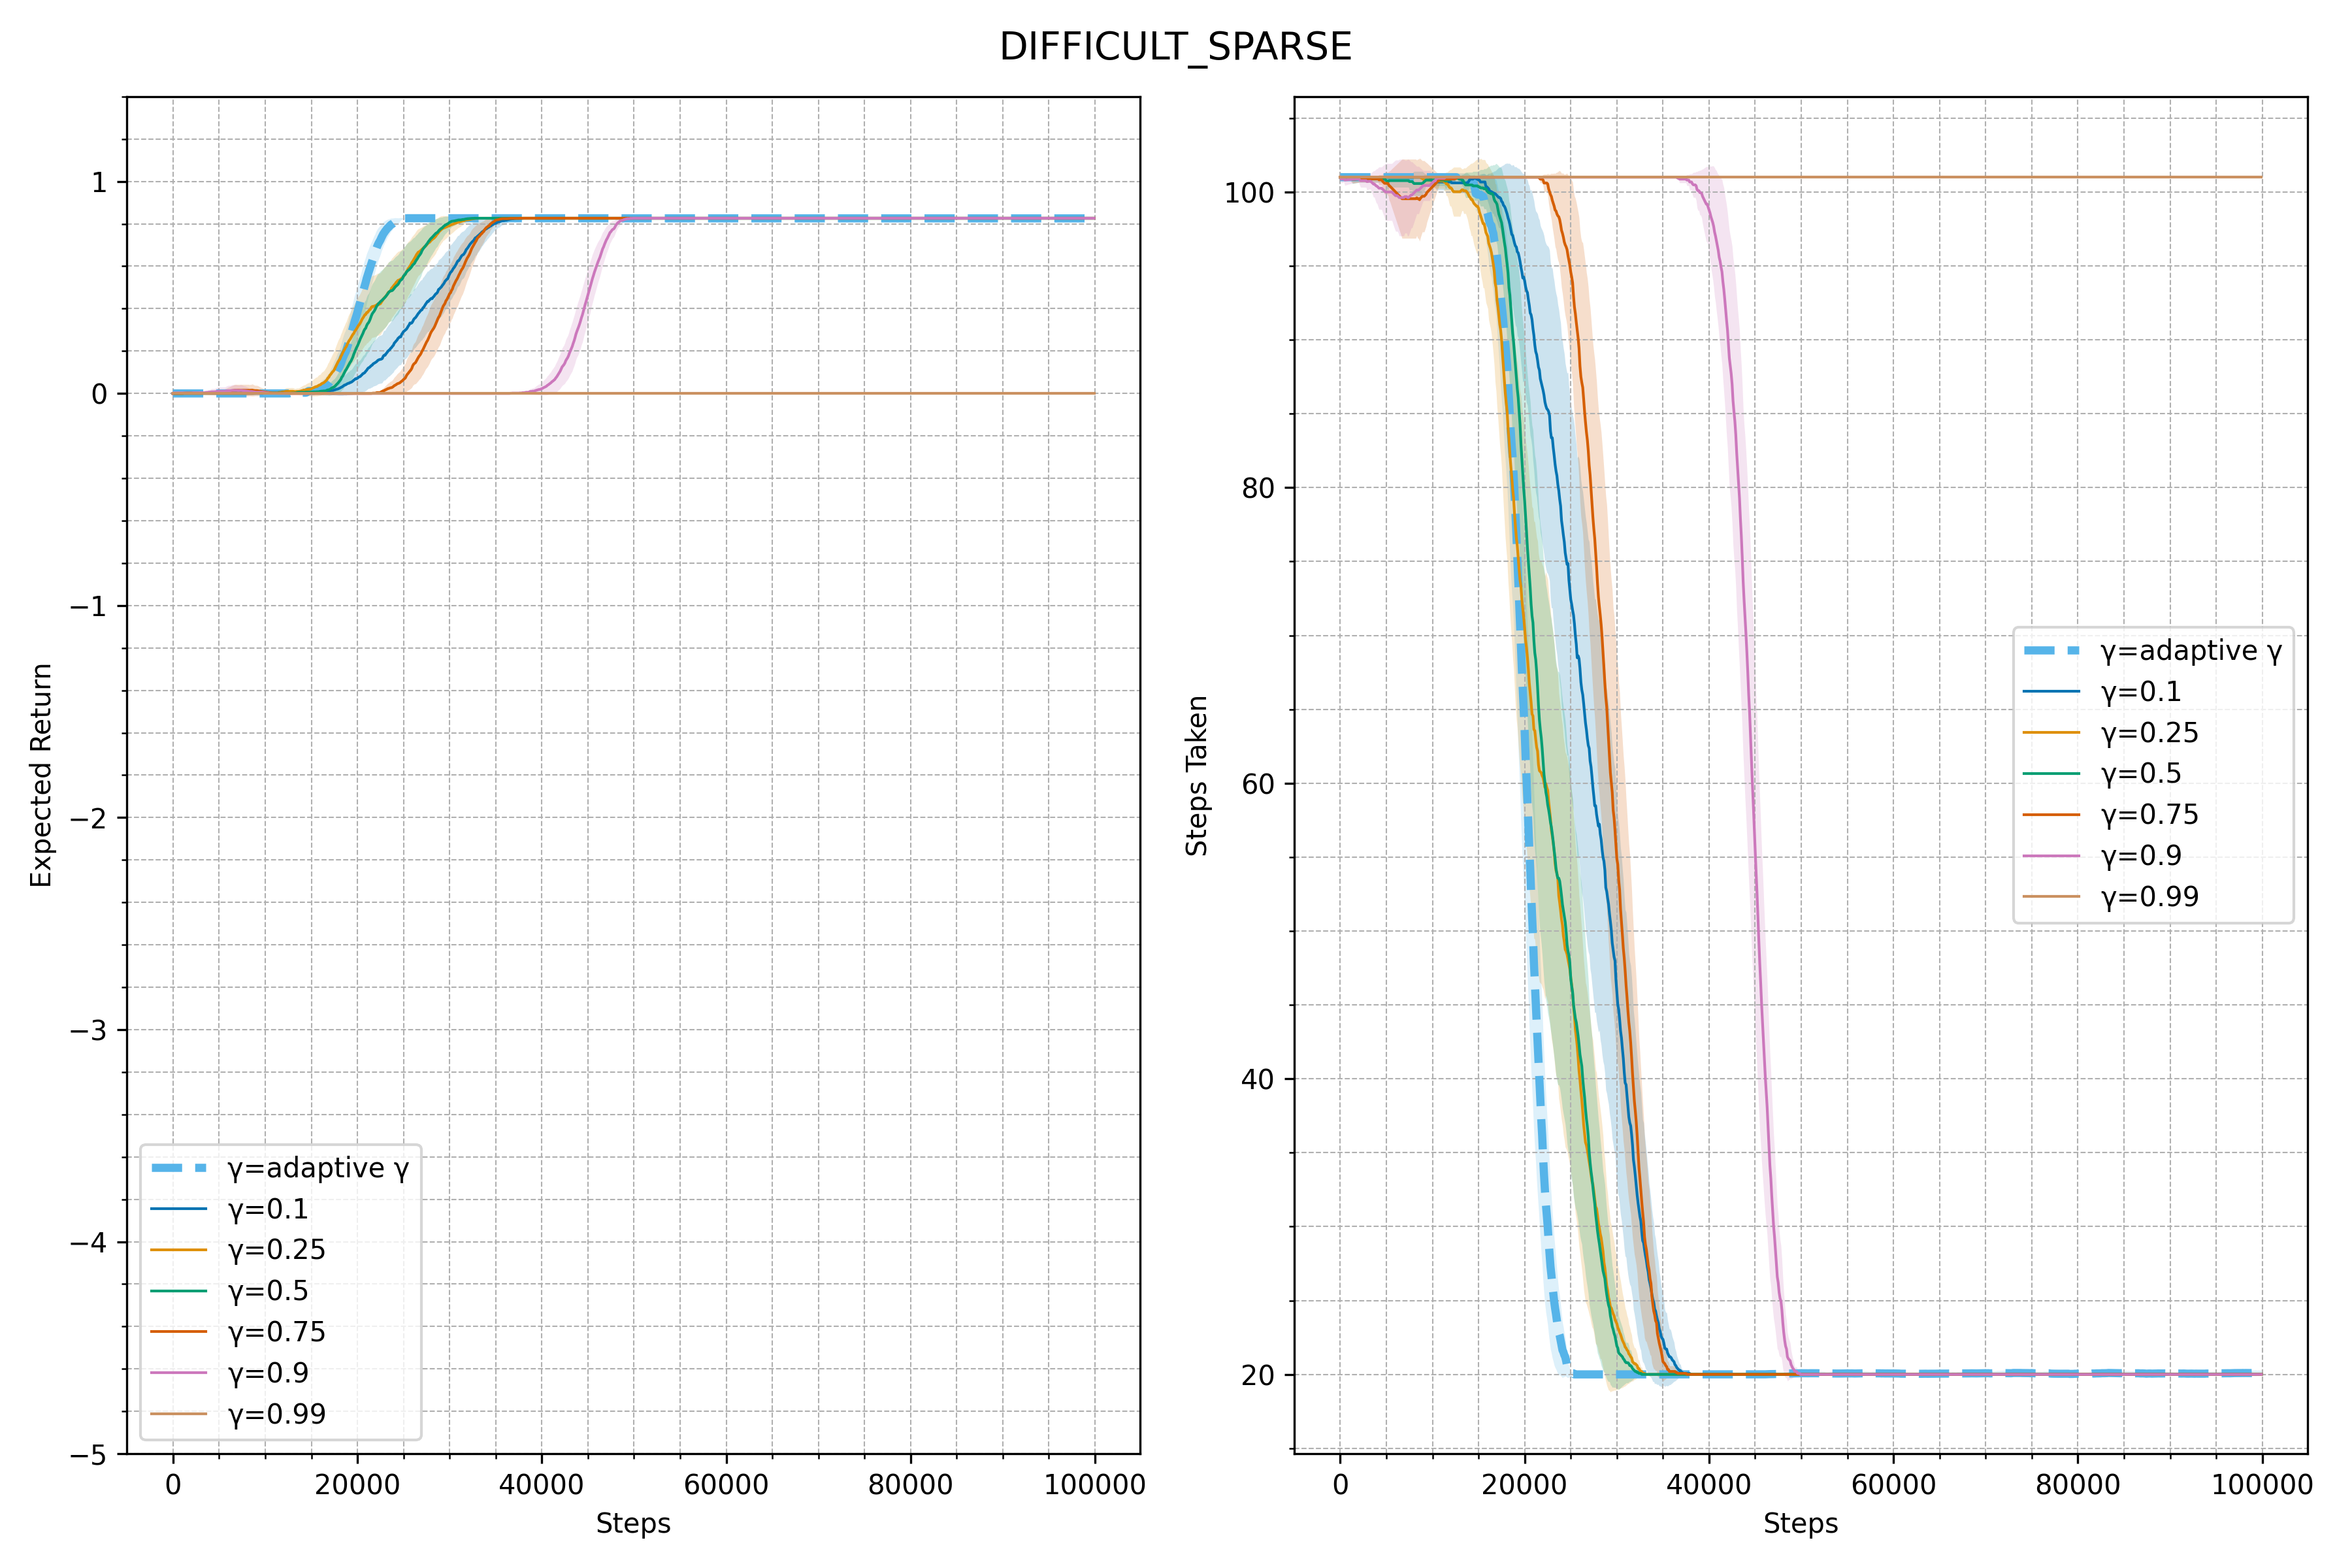 DIFFICULT_SPARSE
1
0
−1
−2
−3
−4
−5
Expected Return
γ=adaptive γ
γ=0.1
γ=0.25
γ=0.5
γ=0.75
γ=0.9
γ=0.99
0 20000 40000 60000 80000 100000
Steps
100
80
60
40
20
Steps Taken
γ=adaptive γ
γ=0.1
γ=0.25
γ=0.5
γ=0.75
γ=0.9
γ=0.99
0 20000 40000 60000 80000 100000
Steps